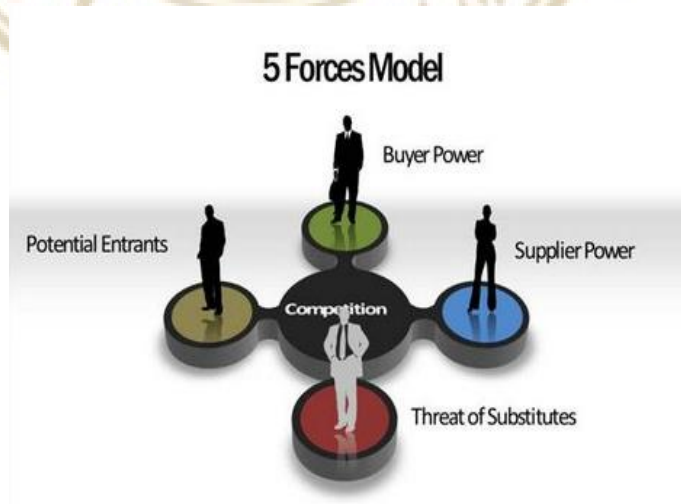 5 Forces Model
Buyer Power
Potential Entrants
Supplier Power
Competition
Threat of Substitutes